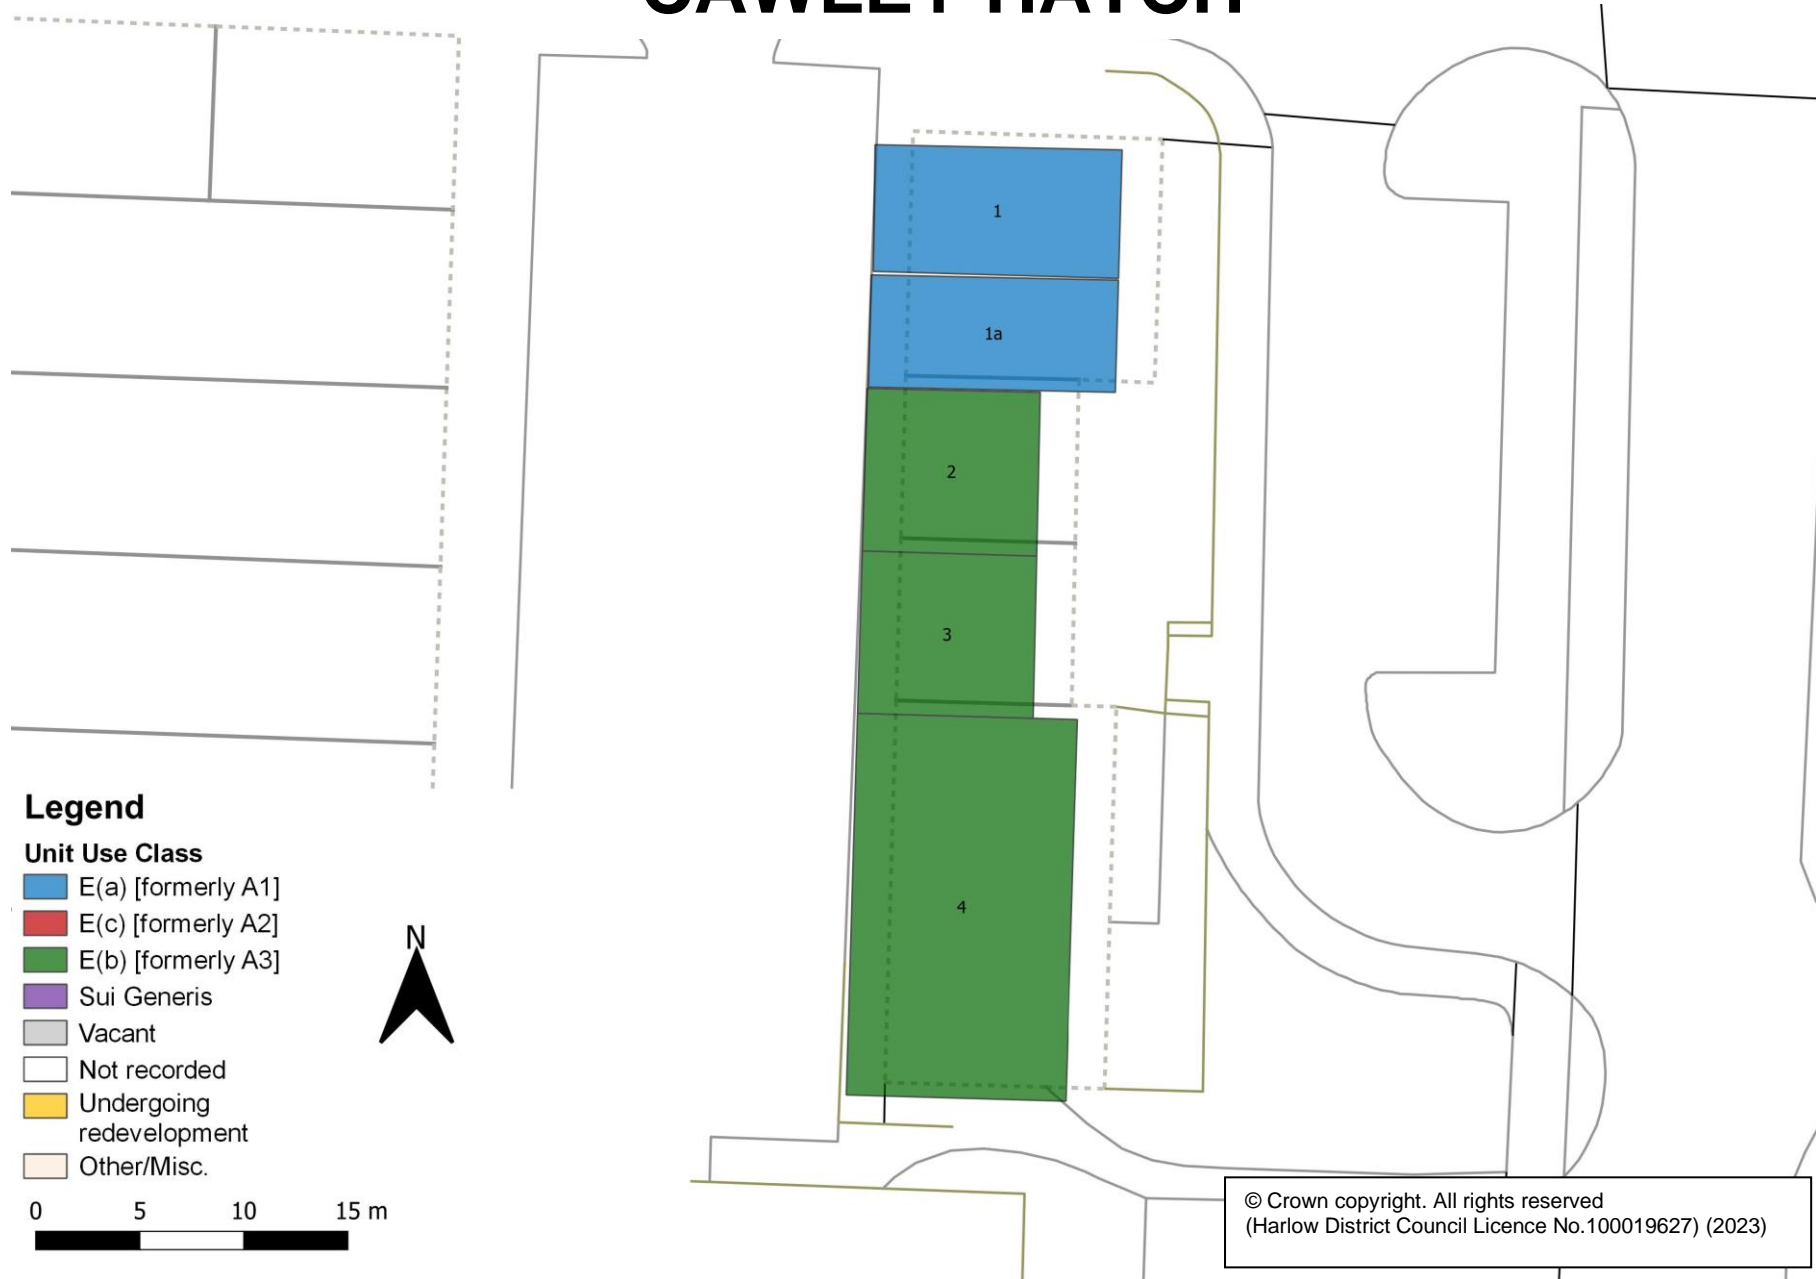 CAWLEY HATCH
1
1a
2
3
4
Legend
Unit Use Class
E(a) [formerly A1]
E(c) [formerly A2]
E(b) [formerly A3]
Sui Generis
Vacant
Not recorded
Undergoing
redevelopment
Other/Misc.
N
0 5 10 15 m
© Crown copyright. All rights reserved
(Harlow District Council Licence No.100019627) (2023)